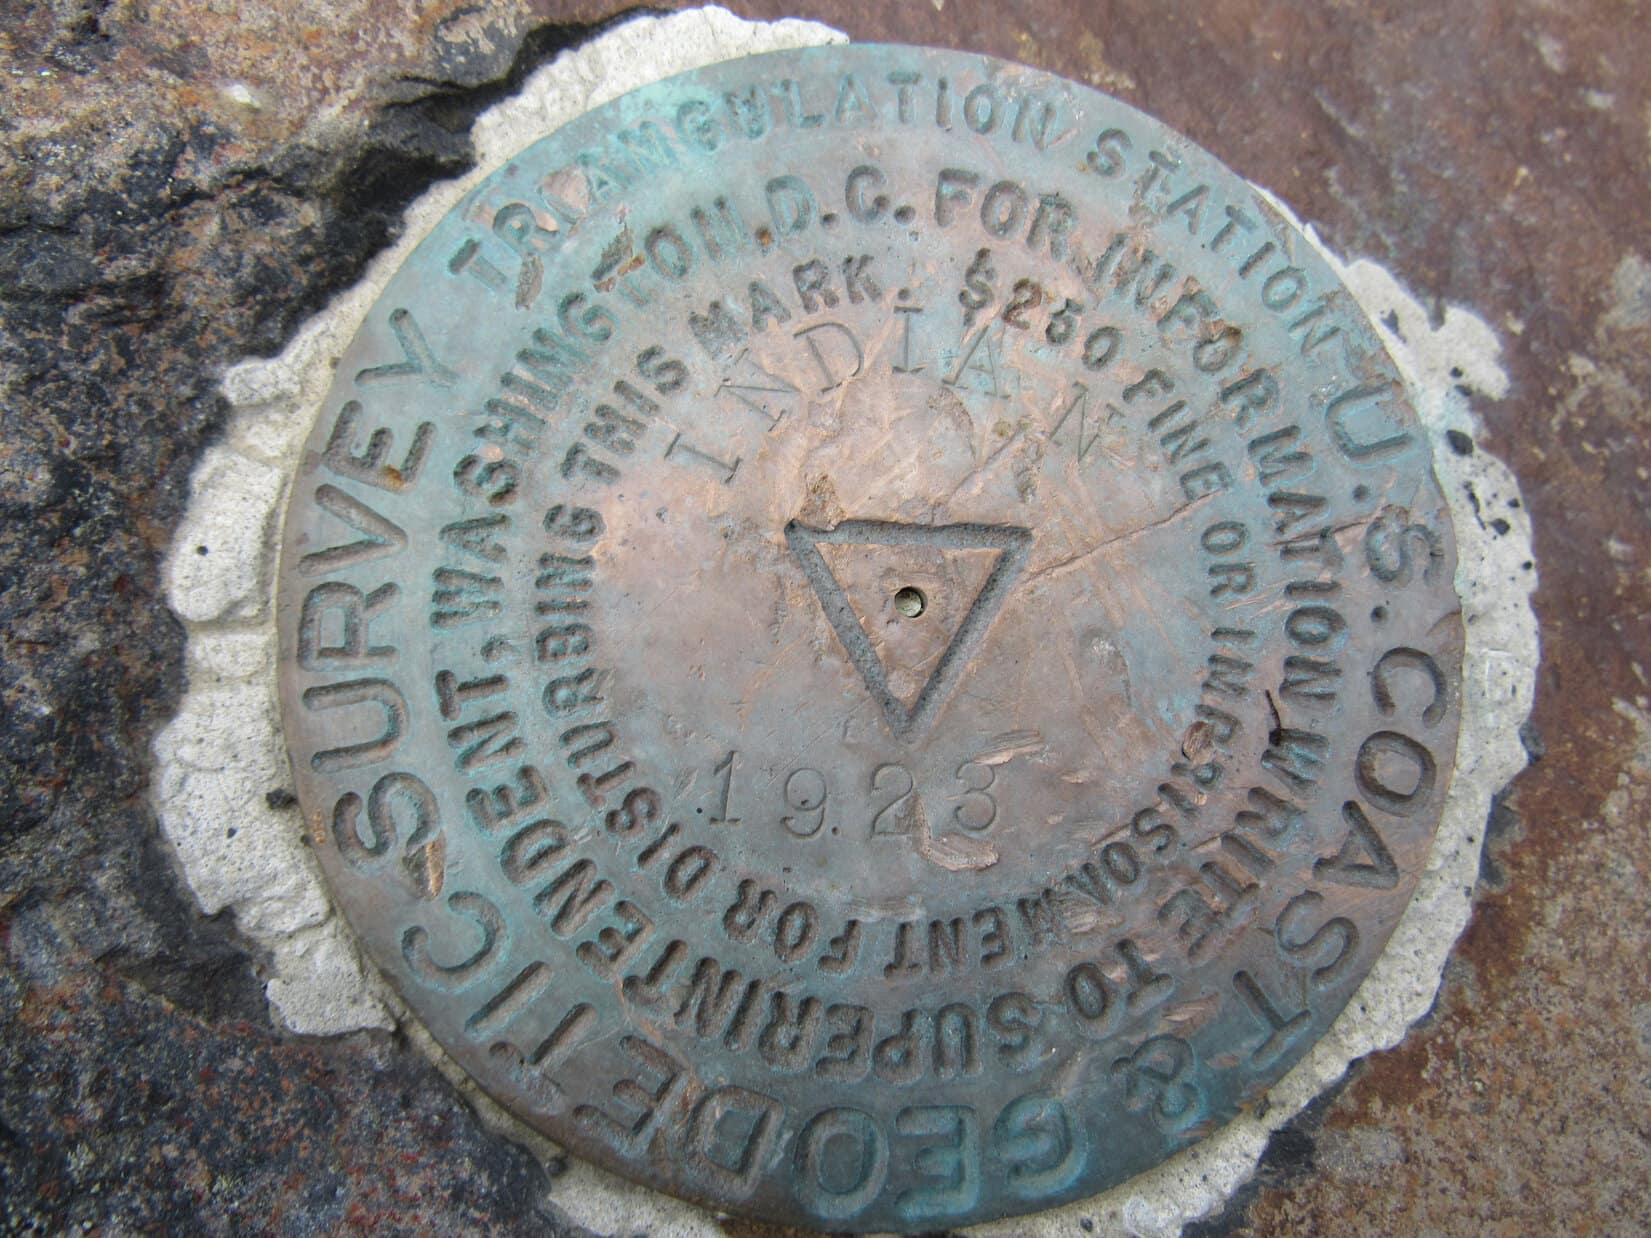 U.S. COAST & GEODETIC SURVEY
TRIANGULATION STATION
FOR INFORMATION WRITE TO SUPERINTENDENT, WASHINGTON, D.C.
$250 FINE OR IMPRISONMENT FOR DISTURBING THIS MARK.
INDIAN
1923